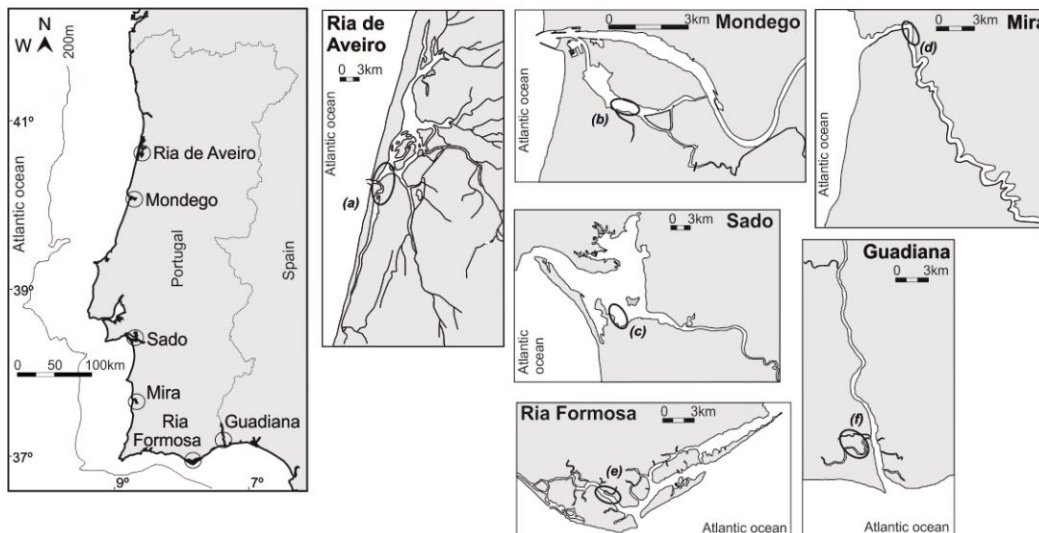 N
W
200m
Atlantic ocean
41º
Ria de Aveiro
Mondego
39º
Portugal
Spain
Sado
0 50 100km
Mira
Ria
Formosa
Guadiana
37º
9º 7º
Ria de
Aveiro
0 3km
Atlantic ocean
(a)
Mondego
0 3km
Atlantic ocean
(b)
Mira
0 3km
Atlantic ocean
(d)
Sado
0 3km
Atlantic
ocean
(c)
Guadiana
0 3km
(f)
Atlantic
ocean
Ria Formosa
0 3km
(e)
Atlantic ocean